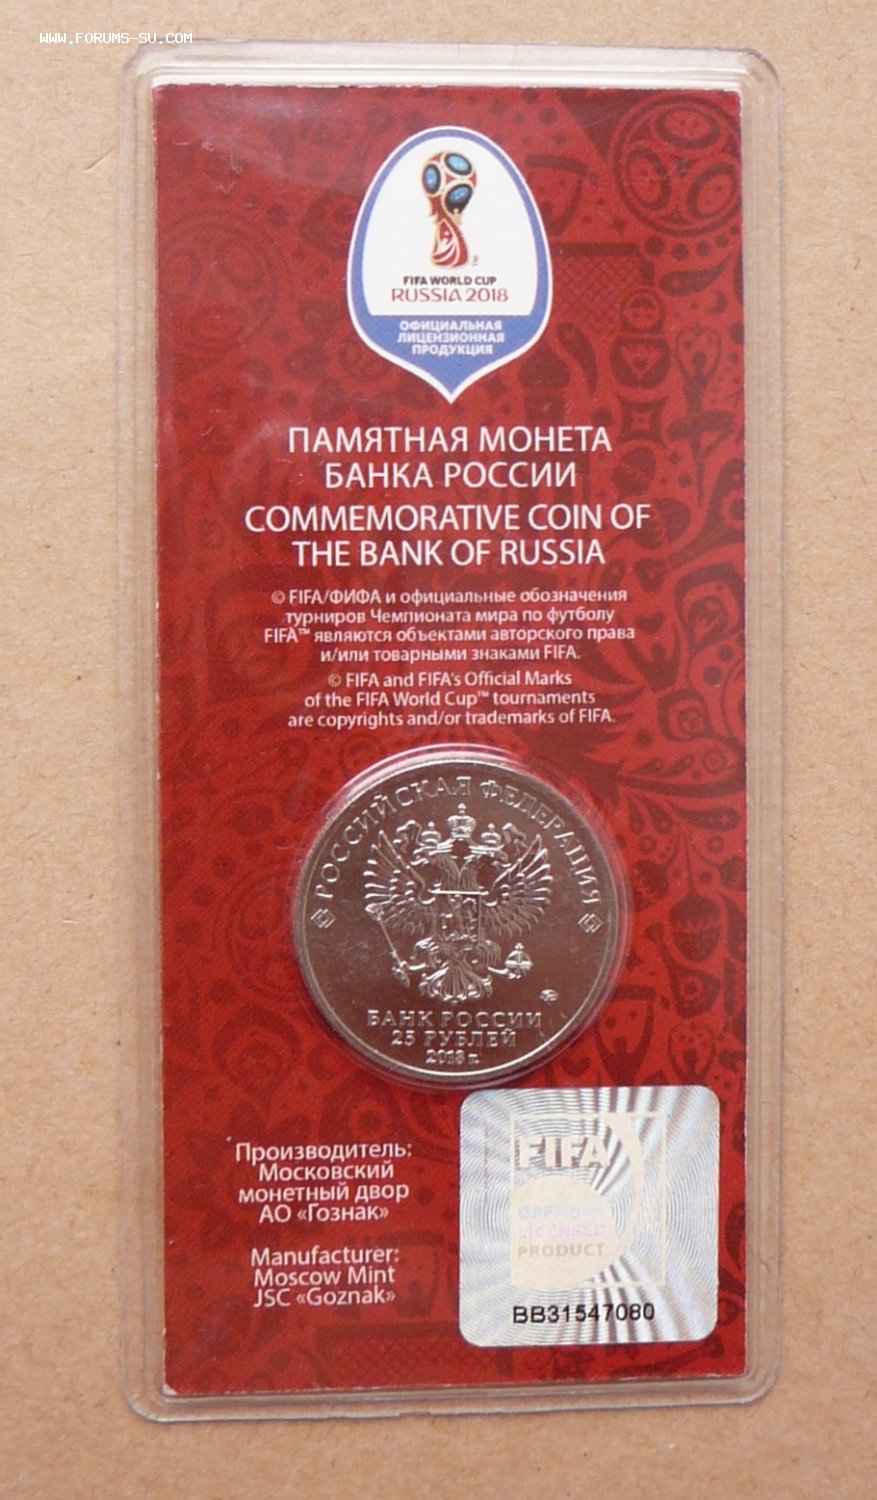 WWW.FORUMS-SU.COM
FIFA WORLD CUP
RUSSIA 2018
ОФИЦИАЛЬНАЯ
ЛИЦЕНЗИОННАЯ
ПРОДУКЦИЯ
ПАМЯТНАЯ МОНЕТА
БАНКА РОССИИ
COMMEMORATIVE COIN OF
THE BANK OF RUSSIA
© FIFA/ФИФА и официальные обозначения
турниров Чемпионата мира по футболу
FIFA™ являются объектами авторского права
и/или товарными знаками FIFA.
© FIFA and FIFA's Official Marks
of the FIFA World Cup™ tournaments
are copyrights and/or trademarks of FIFA.
РОССИЙСКАЯ ФЕДЕРАЦИЯ
БАНК РОССИИ
25 РУБЛЕЙ
2018 г.
Производитель:
Московский
монетный двор
АО «Гознак»
Manufacturer:
Moscow Mint
JSC «Goznak»
FIFA
OFFICIAL
LICENSED
PRODUCT
BB31547080